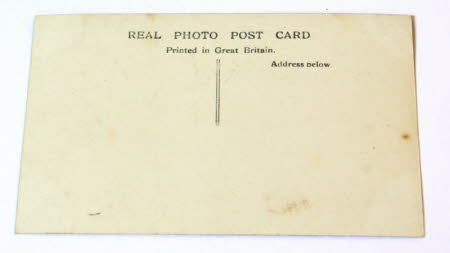 REAL PHOTO POST CARD
Printed in Great Britain.
Address below